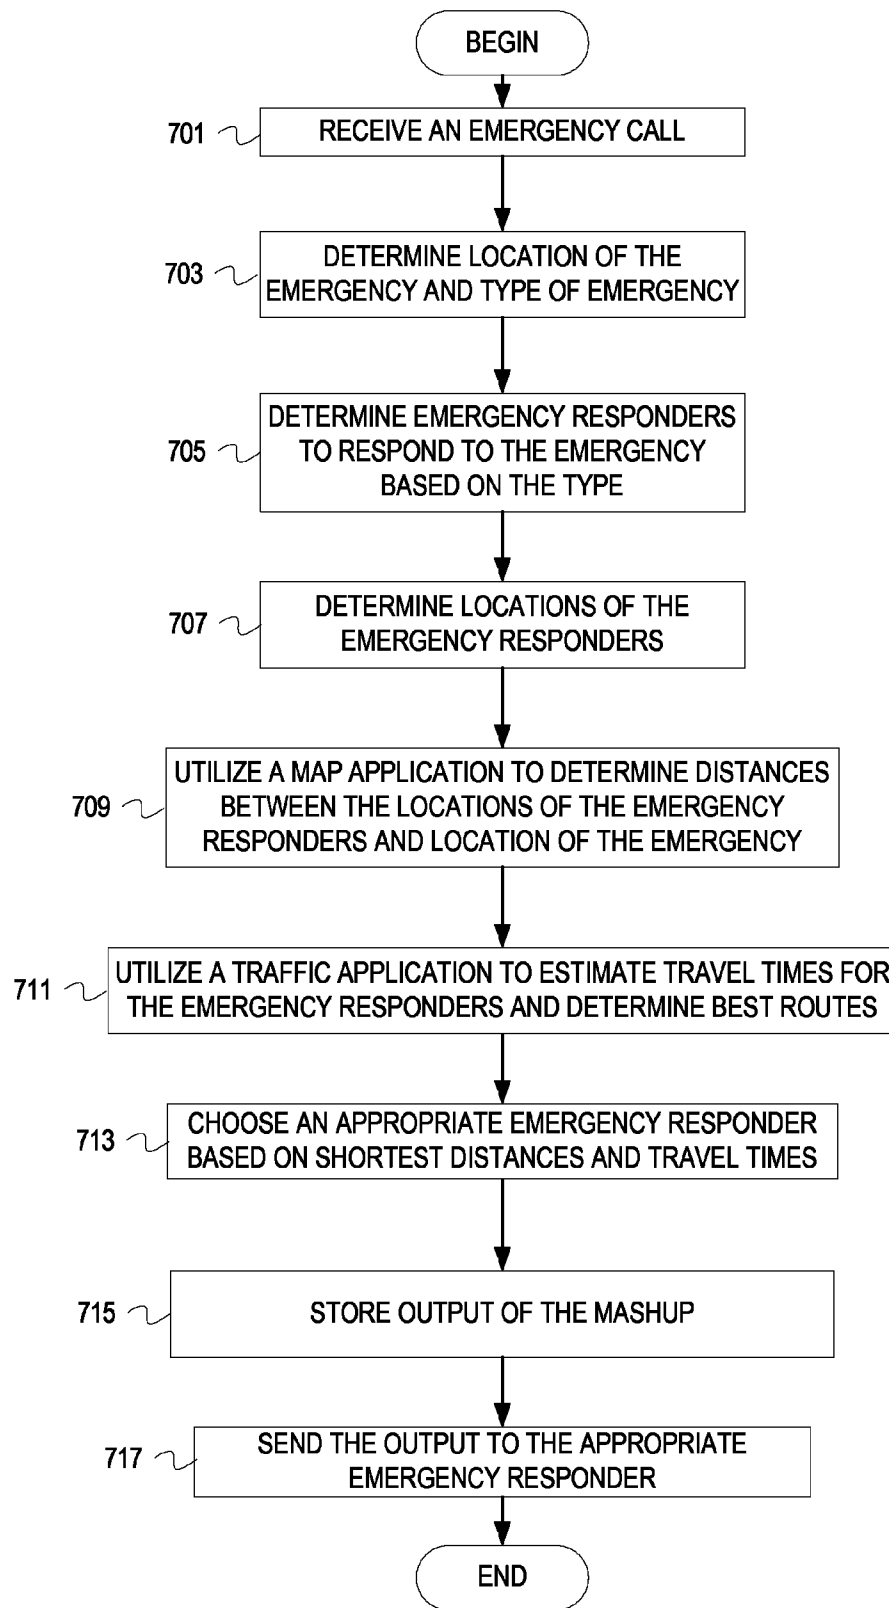 BEGIN
701
RECEIVE AN EMERGENCY CALL
703
DETERMINE LOCATION OF THE
EMERGENCY AND TYPE OF EMERGENCY
705
DETERMINE EMERGENCY RESPONDERS
TO RESPOND TO THE EMERGENCY
BASED ON THE TYPE
707
DETERMINE LOCATIONS OF THE
EMERGENCY RESPONDERS
709
UTILIZE A MAP APPLICATION TO DETERMINE DISTANCES
BETWEEN THE LOCATIONS OF THE EMERGENCY
RESPONDERS AND LOCATION OF THE EMERGENCY
711
UTILIZE A TRAFFIC APPLICATION TO ESTIMATE TRAVEL TIMES FOR
THE EMERGENCY RESPONDERS AND DETERMINE BEST ROUTES
713
CHOOSE AN APPROPRIATE EMERGENCY RESPONDER
BASED ON SHORTEST DISTANCES AND TRAVEL TIMES
715
STORE OUTPUT OF THE MASHUP
717
SEND THE OUTPUT TO THE APPROPRIATE
EMERGENCY RESPONDER
END